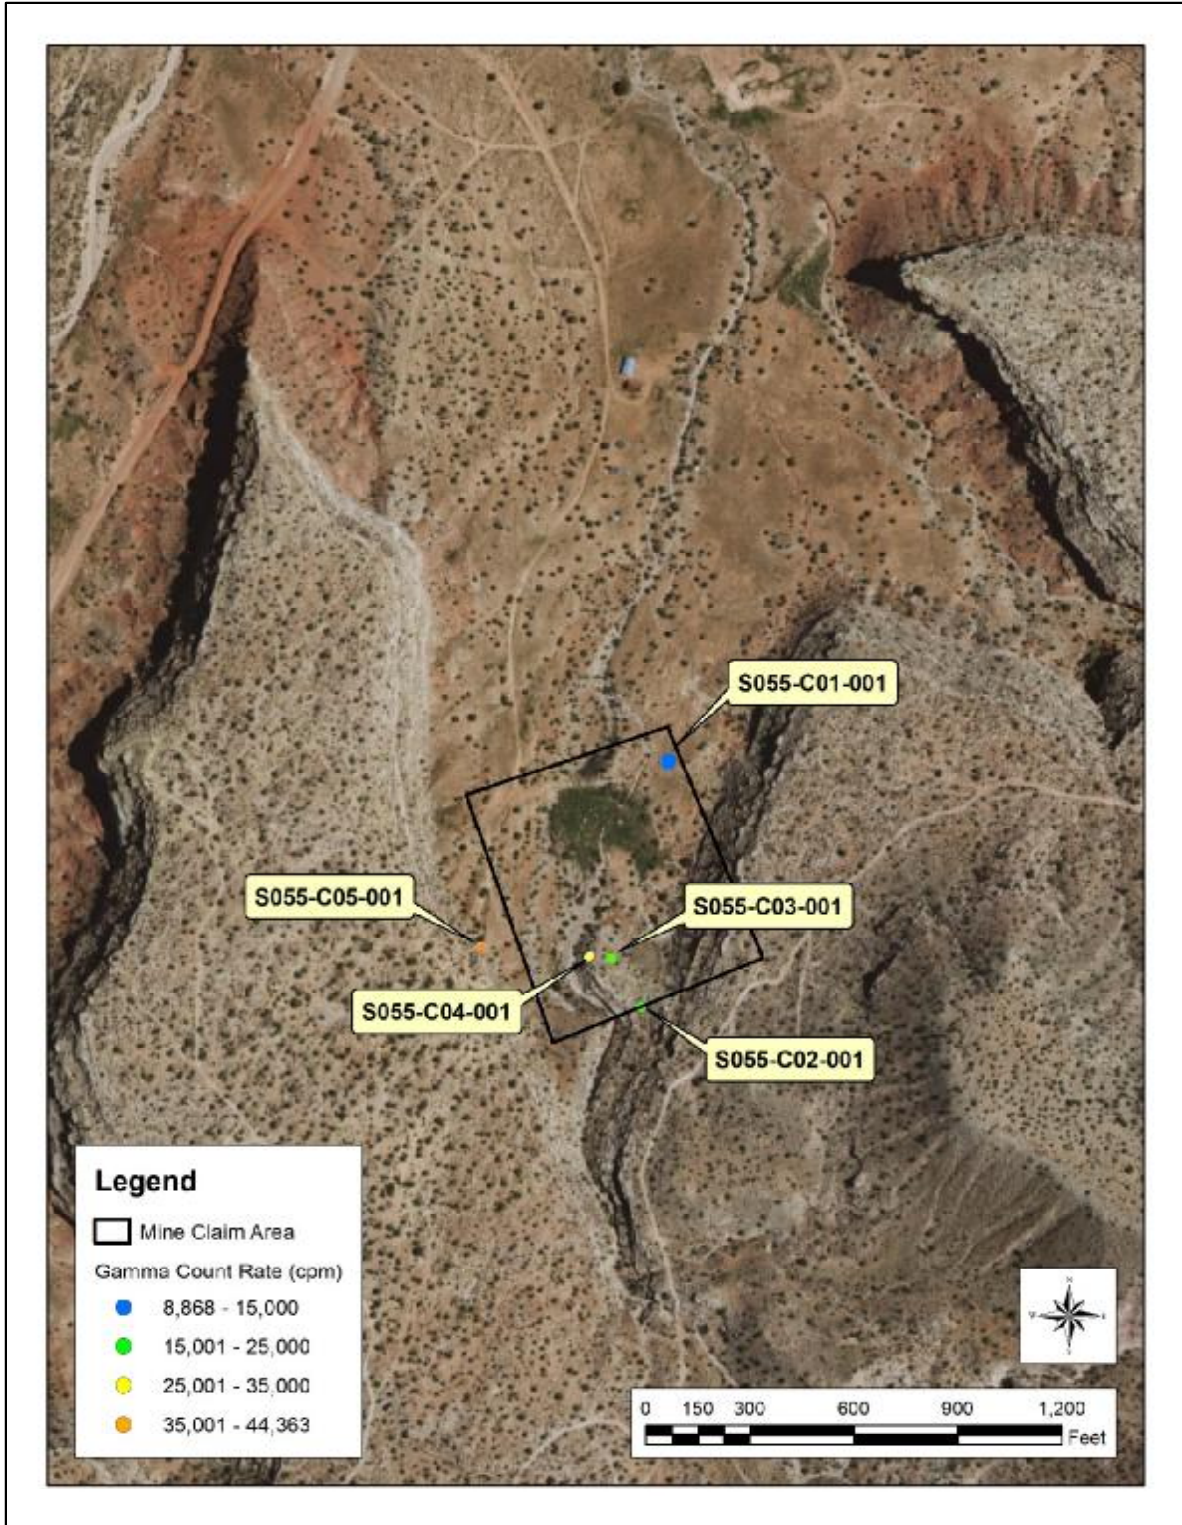 S055-C01-001
S055-C05-001
S055-C03-001
S055-C04-001
S055-C02-001
Legend
Mine Claim Area
Gamma Count Rate (cpm)
8,868 - 15,000
15,001 - 25,000
25,001 - 35,000
35,001 - 44,363
N
W E
S
0 150 300 600 900 1,200
Feet